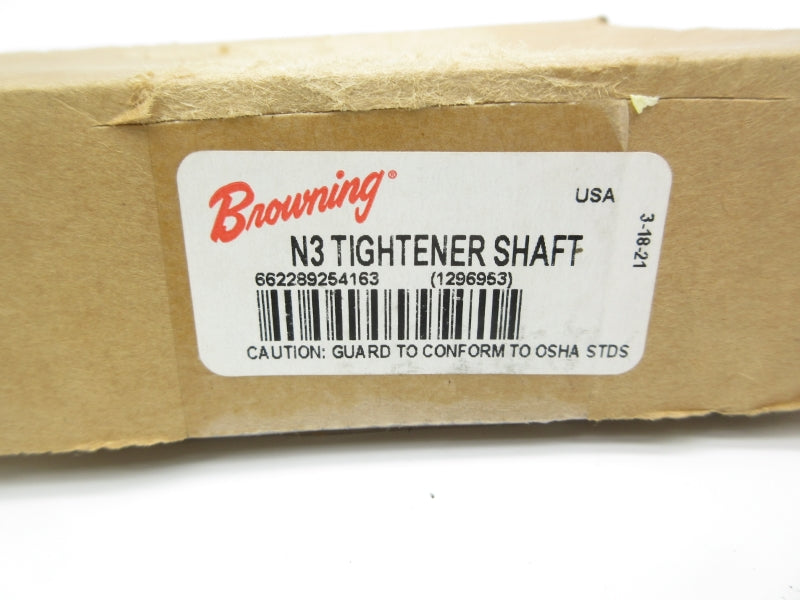 Browning®
USA
N3 TIGHTENER SHAFT
662289254163 (1296953)
CAUTION: GUARD TO CONFORM TO OSHA STDS
3-18-21